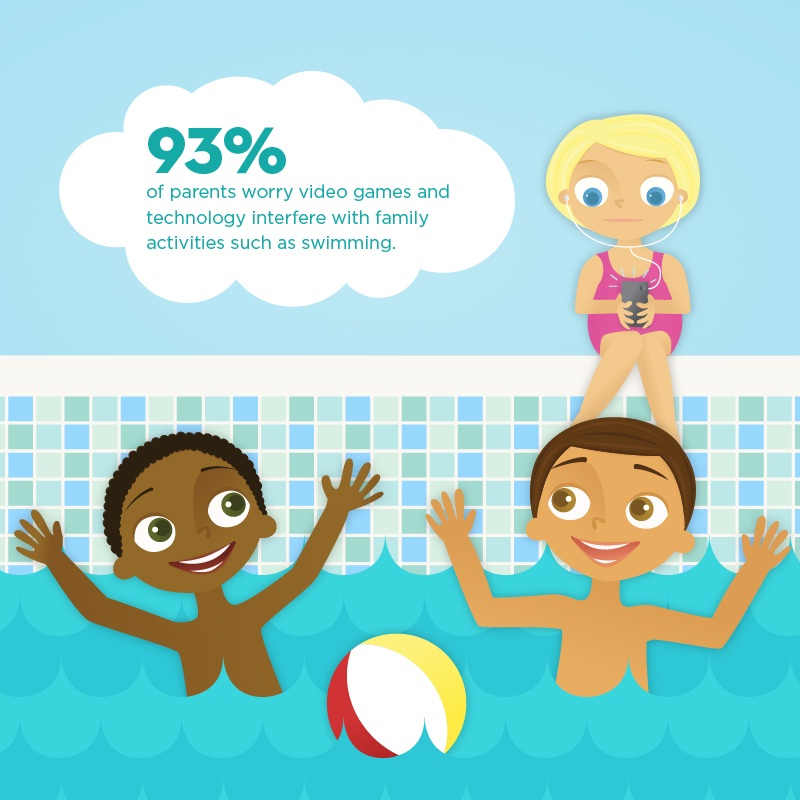 93%
of parents worry video games and
technology interfere with family
activities such as swimming.